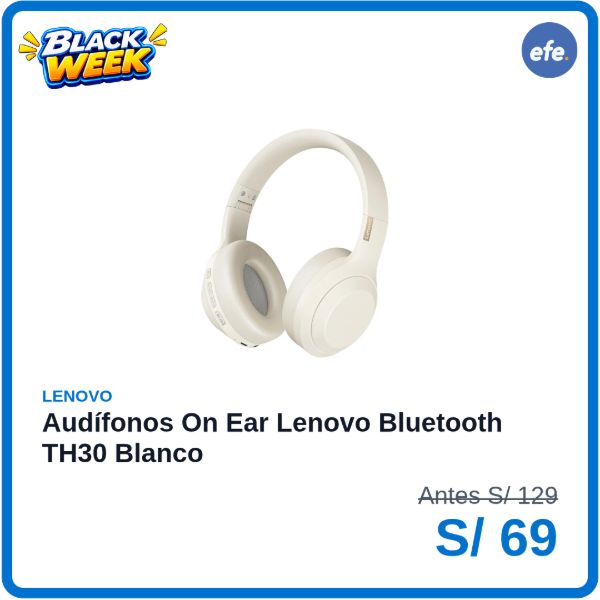 BLACK
WEEK
efe.
LENOVO
Audífonos On Ear Lenovo Bluetooth
TH30 Blanco
Antes S/ 129
S/ 69